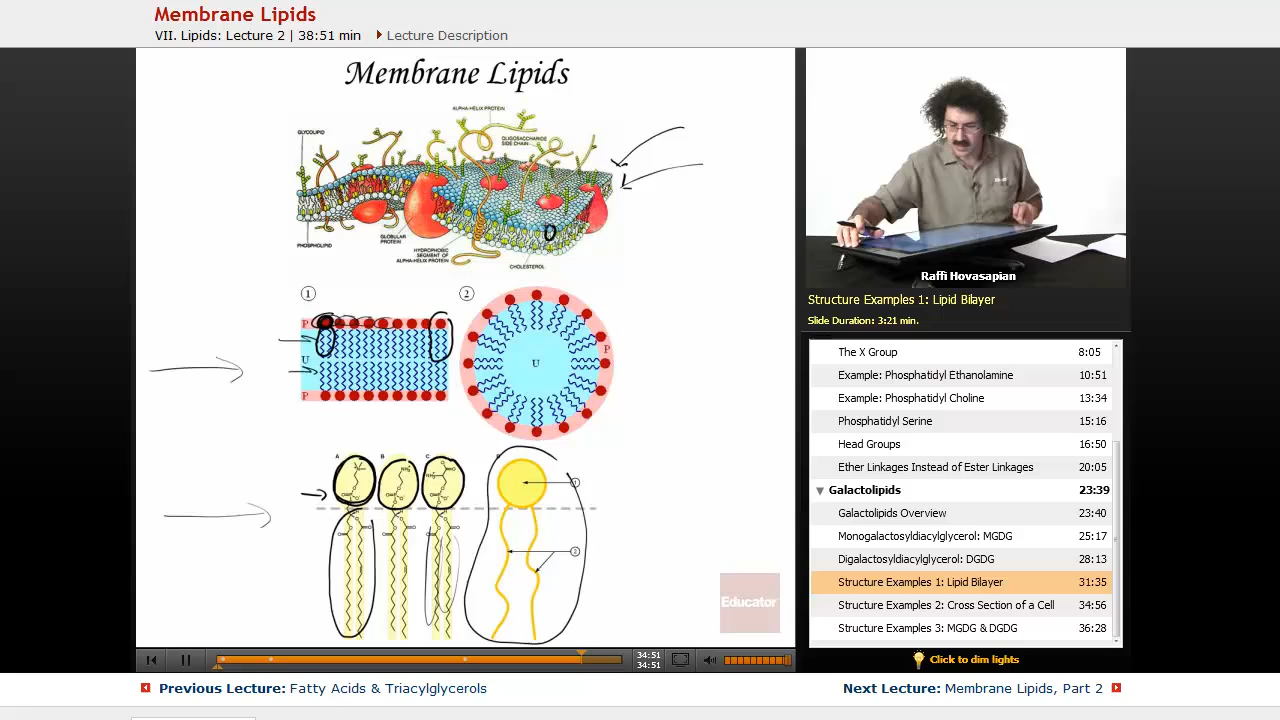 Membrane Lipids
VII. Lipids: Lecture 2 | 38:51 min
Lecture Description
Membrane Lipids
ALPHA-HELIX PROTEIN
GLYCOLIPID
OLIGOSACCHARIDE
SIDE CHAIN
PHOSPHOLIPID
GLOBULAR
PROTEIN
HYDROPHOBIC
SEGMENT OF
ALPHA-HELIX PROTEIN
CHOLESTEROL
1
2
P
U
P
U
P
A
B
C
1
2
Educator
Raffi Hovasapian
Structure Examples 1: Lipid Bilayer
Slide Duration: 3:21 min.
The X Group 8:05
Example: Phosphatidyl Ethanolamine 10:51
Example: Phosphatidyl Choline 13:34
Phosphatidyl Serine 15:16
Head Groups 16:50
Ether Linkages Instead of Ester Linkages 20:05
Galactolipids 23:39
Galactolipids Overview 23:40
Monogalactosyldiacylglycerol: MGDG 25:17
Digalactosyldiacylglycerol: DGDG 28:13
Structure Examples 1: Lipid Bilayer 31:35
Structure Examples 2: Cross Section of a Cell 34:56
Structure Examples 3: MGDG & DGDG 36:28
34:51
34:51
Click to dim lights
Previous Lecture: Fatty Acids & Triacylglycerols
Next Lecture: Membrane Lipids, Part 2